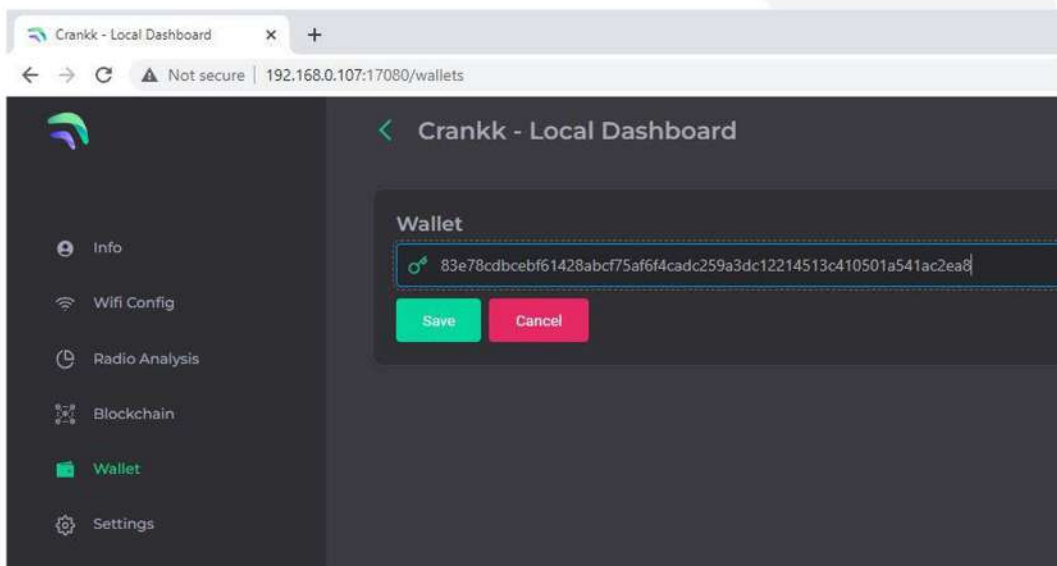 Crankk - Local Dashboard
Not secure | 192.168.0.107:17080/wallets
Crankk - Local Dashboard
Info
Wifi Config
Radio Analysis
Blockchain
Wallet
Settings
Wallet
83e78cdbcebf61428abcf75af6f4cadc259a3dc12214513c410501a541ac2ea8
Save Cancel